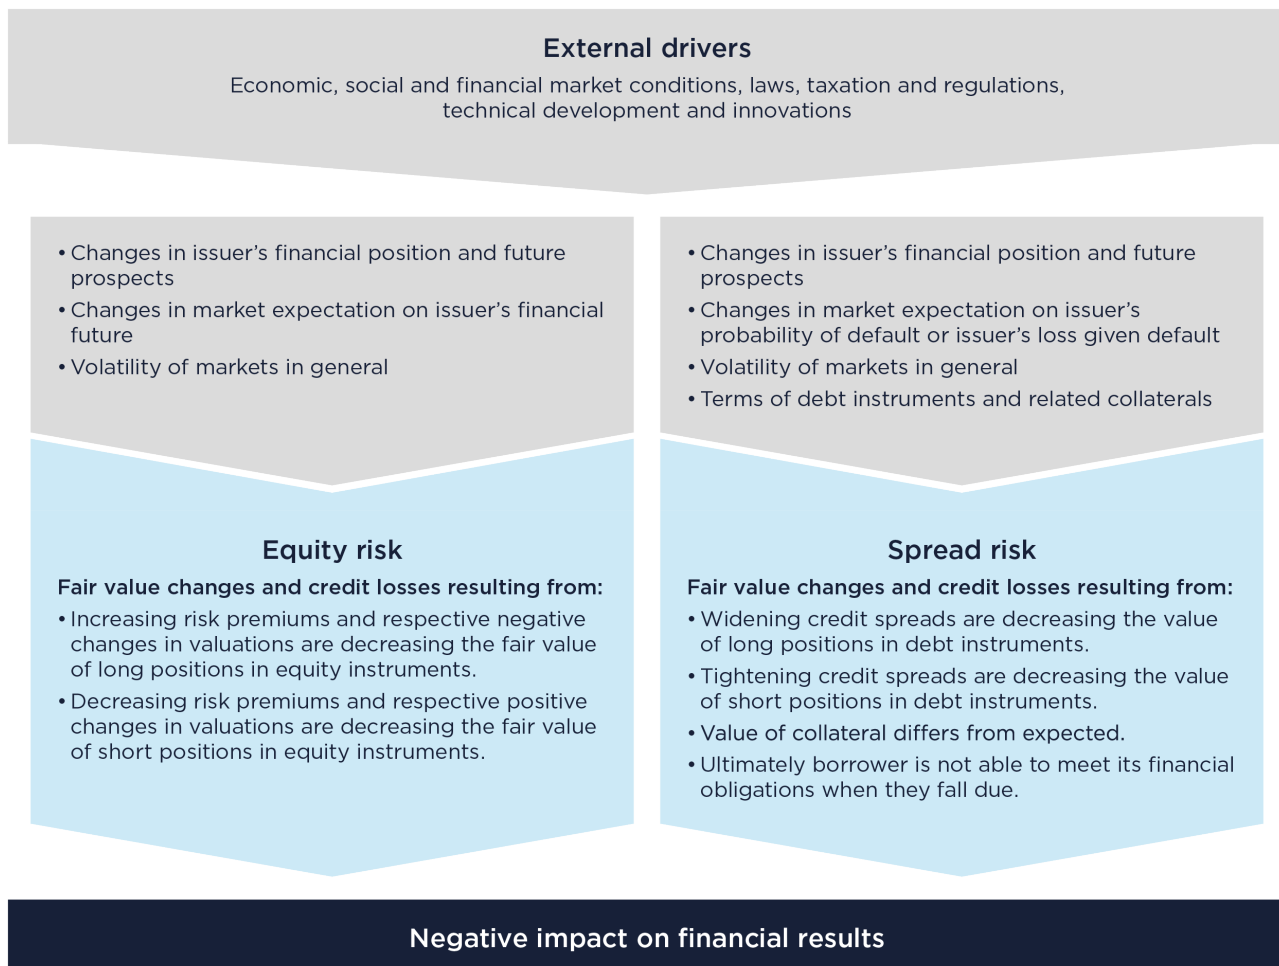 External drivers
Economic, social and financial market conditions, laws, taxation and regulations,
technical development and innovations
• Changes in issuer’s financial position and future
prospects
• Changes in market expectation on issuer’s financial
future
• Volatility of markets in general
• Changes in issuer’s financial position and future
prospects
• Changes in market expectation on issuer’s
probability of default or issuer’s loss given default
• Volatility of markets in general
• Terms of debt instruments and related collaterals
Equity risk
Fair value changes and credit losses resulting from:
• Increasing risk premiums and respective negative
changes in valuations are decreasing the fair value
of long positions in equity instruments.
• Decreasing risk premiums and respective positive
changes in valuations are decreasing the fair value
of short positions in equity instruments.
Spread risk
Fair value changes and credit losses resulting from:
• Widening credit spreads are decreasing the value
of long positions in debt instruments.
• Tightening credit spreads are decreasing the value
of short positions in debt instruments.
• Value of collateral differs from expected.
• Ultimately borrower is not able to meet its financial
obligations when they fall due.
Negative impact on financial results